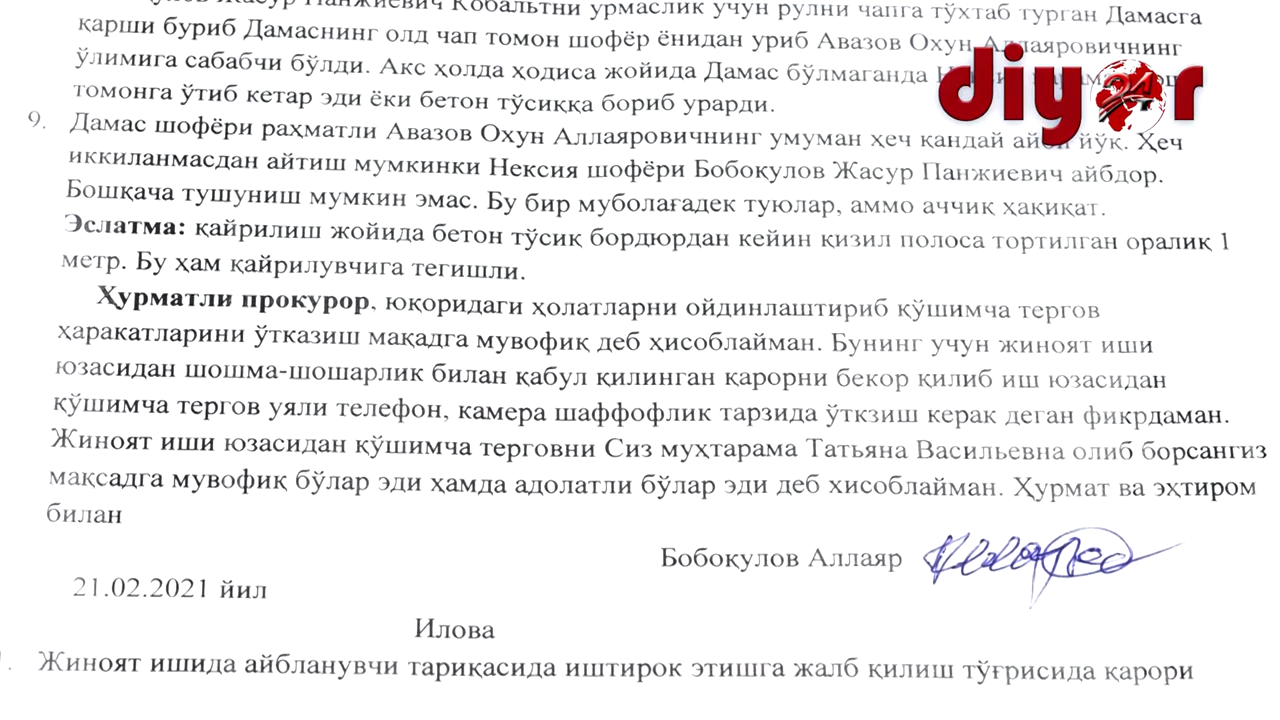 Жасур Панжиевич Кобальтни урмаслик учун рулни чапга тўхтаб турган Дамасга
қарши буриб Дамаснинг олд чап томон шофёр ёнидан уриб Авазов Охун Аллаяровичнинг
ўлимига сабабчи бўлди. Акс ҳолда ҳодиса жойида Дамас бўлмаганда
томонга ўтиб кетар эди ёки бетон тўсиққа бориб урарди.
diy r
24
9. Дамас шофёри раҳматли Авазов Охун Аллаяровичнинг умуман ҳеч қандай айби йўқ. Ҳеч
иккиланмасдан айтиш мумкинки Нексия шофёри Бобоқулов Жасур Панжиевич айбдор.
Бошқача тушуниш мумкин эмас. Бу бир муболағадек туюлар, аммо аччиқ ҳақиқат.
Эслатма: қайрилиш жойида бетон тўсиқ бордюрдан кейин қизил полоса тортилган оралиқ 1
метр. Бу ҳам қайрилувчига тегишли.
Ҳурматли прокурор, юқоридаги ҳолатларни ойдинлаштириб қўшимча тергов
ҳаракатларини ўтказиш мақадга мувофиқ деб ҳисоблайман. Бунинг учун жиноят иши
юзасидан шошма-шошарлик билан қабул қилинган қарорни бекор қилиб иш юзасидан
қўшимча тергов уяли телефон, камера шаффофлик тарзида ўткзиш керак деган фикрдаман.
Жиноят иши юзасидан қўшимча терговни Сиз муҳтарама Татьяна Васильевна олиб борсангиз
мақсадга мувофиқ бўлар эди ҳамда адолатли бўлар эди деб хисоблайман. Ҳурмат ва эҳтиром
билан
Бобоқулов Аллаяр
21.02.2021 йил
Илова
Жиноят ишида айбланувчи тариқасида иштирок этишга жалб қилиш тўғрисида қарори